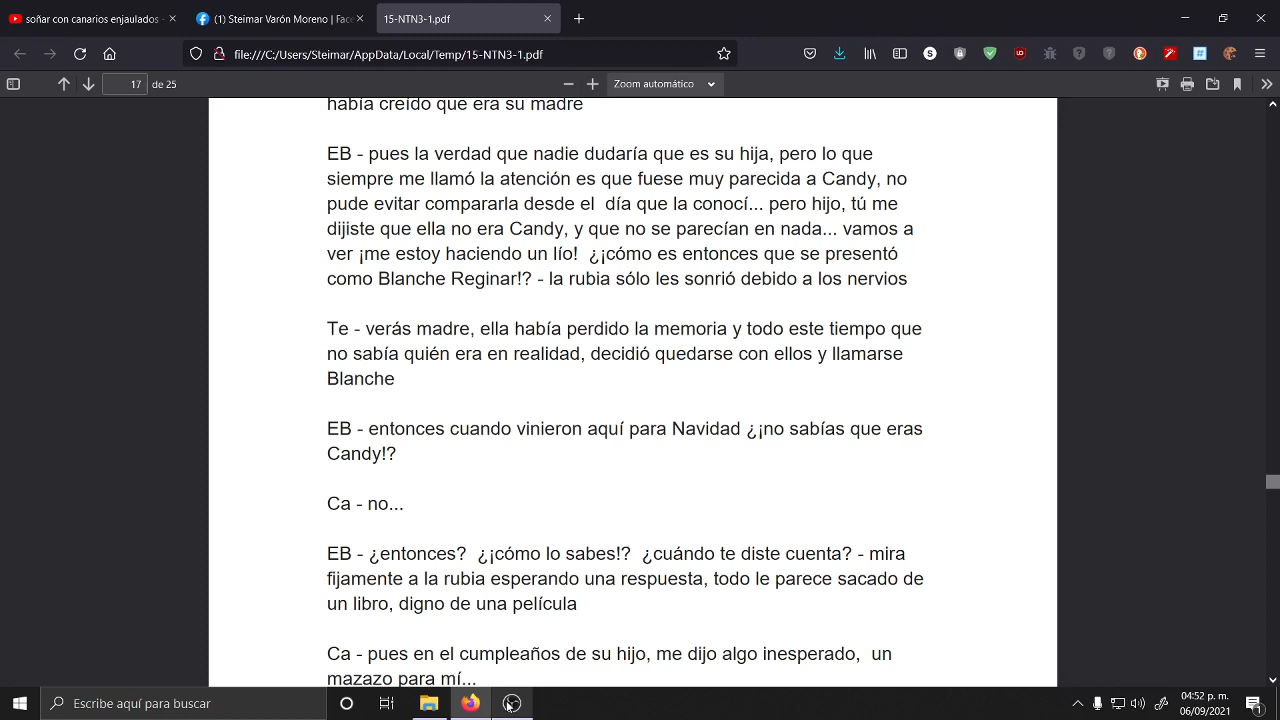 soñar con canarios enjaulados -
(1) Steimar Varón Moreno | Face
15-NTN3-1.pdf
file:///C:/Users/Steimar/AppData/Local/Temp/15-NTN3-1.pdf
17 de 25
Zoom automático
había creído que era su madre
EB - pues la verdad que nadie dudaría que es su hija, pero lo que
siempre me llamó la atención es que fuese muy parecida a Candy, no
pude evitar compararla desde el día que la conocí... pero hijo, tú me
dijiste que ella no era Candy, y que no se parecían en nada... vamos a
ver ¡me estoy haciendo un lío! ¿¡cómo es entonces que se presentó
como Blanche Reginar!? - la rubia sólo les sonrió debido a los nervios
Te - verás madre, ella había perdido la memoria y todo este tiempo que
no sabía quién era en realidad, decidió quedarse con ellos y llamarse
Blanche
EB - entonces cuando vinieron aquí para Navidad ¿¡no sabías que eras
Candy!?
Ca - no...
EB - ¿entonces? ¿¡cómo lo sabes!? ¿cuándo te diste cuenta? - mira
fijamente a la rubia esperando una respuesta, todo le parece sacado de
un libro, digno de una película
Ca - pues en el cumpleaños de su hijo, me dijo algo inesperado, un
mazazo para mí...
Escribe aquí para buscar
04:52 p. m.
06/09/2021